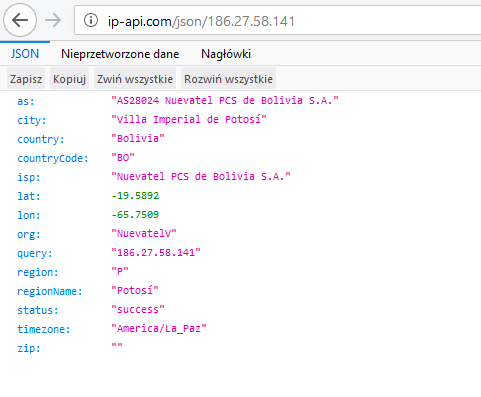 ip-api.com/json/186.27.58.141
JSON Nieprzetworzone dane Nagłówki
Zapisz Kopiuj Zwiń wszystkie Rozwiń wszystkie
as: "AS28024 Nuevatel PCS de Bolivia S.A."
city: "Villa Imperial de Potosí"
country: "Bolivia"
countryCode: "BO"
isp: "Nuevatel PCS de Bolivia S.A."
lat: -19.5892
lon: -65.7509
org: "NuevatelV"
query: "186.27.58.141"
region: "P"
regionName: "Potosí"
status: "success"
timezone: "America/La_Paz"
zip: ""